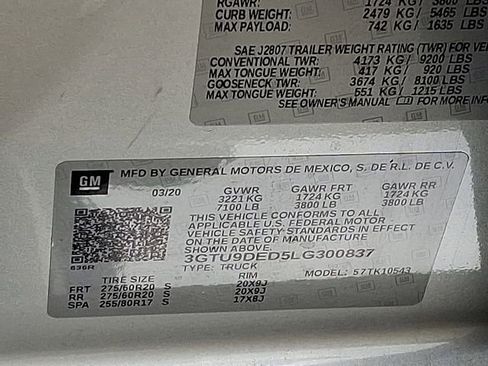 RGAWR: 1724 KG/ 3800 LBS
CURB WEIGHT: 2479 KG/ 5465 LBS
MAX PAYLOAD: 742 KG/ 1635 LBS
SAE J2807 TRAILER WEIGHT RATING (TWR) FOR VEH
CONVENTIONAL TWR: 4173 KG/ 9200 LBS
MAX TONGUE WEIGHT: 417 KG/ 920 LBS
GOOSENECK TWR: 3674 KG/ 8100 LBS
MAX TONGUE WEIGHT: 551 KG/ 1215 LBS
SEE OWNER'S MANUAL FOR MORE INFO
GM MFD BY GENERAL MOTORS DE MEXICO, S. DE R.L. DE C.V.
03/20 GVWR GAWR FRT GAWR RR
3221 KG 1724 KG 1724 KG
7100 LB 3800 LB 3800 LB
THIS VEHICLE CONFORMS TO ALL
APPLICABLE U.S. FEDERAL MOTOR
VEHICLE SAFETY STANDARDS IN EFFECT
ON THE DATE OF MANUFACTURE
SHOWN ABOVE.
3GTU9DED5LG300837
TYPE: TRUCK MODEL: 57TK10543
636R
TIRE SIZE RIM
FRT 275/60R20 S 20X9J
RR 275/60R20 S 20X9J
SPA 255/80R17 S 17X8J